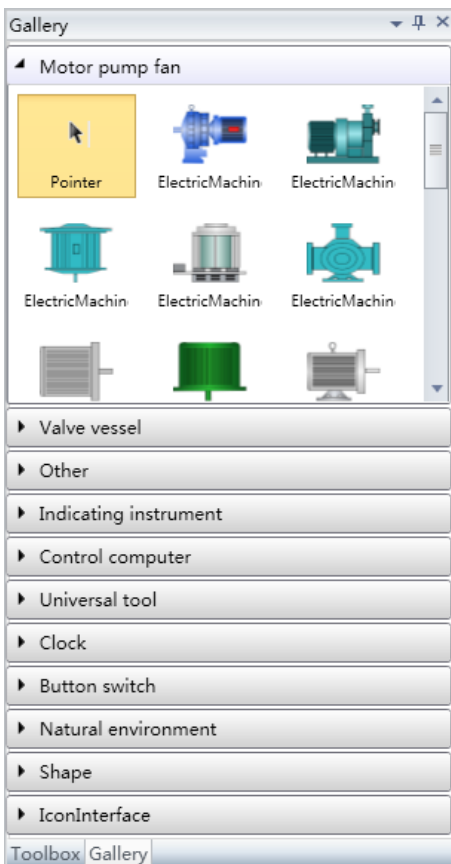 Gallery
Motor pump fan
Pointer ElectricMachin ElectricMachin
ElectricMachin ElectricMachin ElectricMachin
Valve vessel
Other
Indicating instrument
Control computer
Universal tool
Clock
Button switch
Natural environment
Shape
IconInterface
Toolbox Gallery